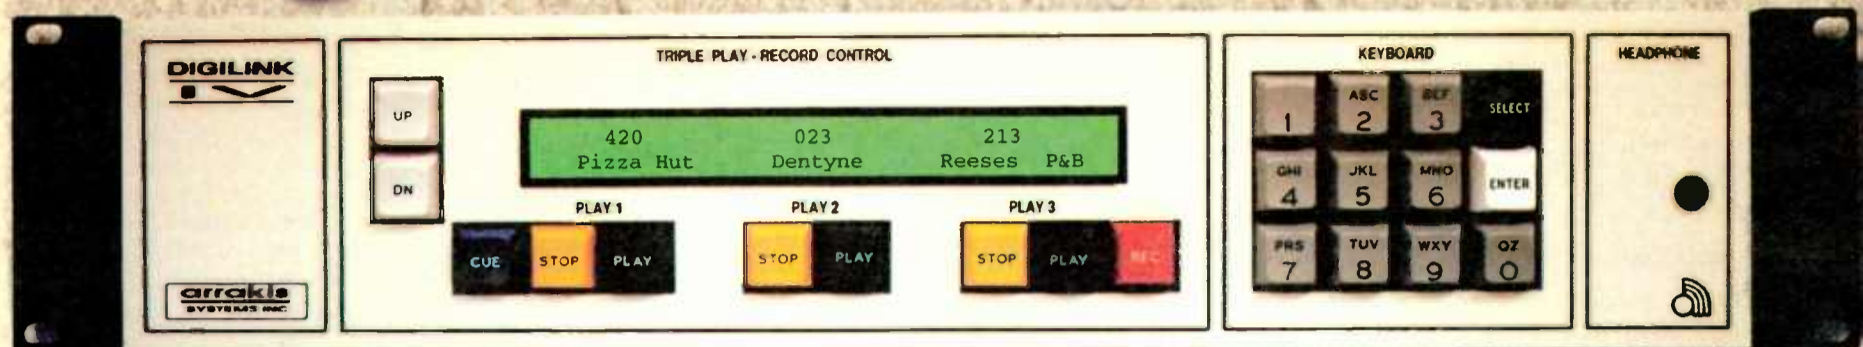 DIGILINK
IV
arrakis
SYSTEMS INC.
TRIPLE PLAY - RECORD CONTROL
UP
DN
420 023 213
Pizza Hut Dentyne Reeses P&B
PLAY 1 PLAY 2 PLAY 3
CUE STOP PLAY STOP PLAY STOP PLAY REC
KEYBOARD
1 ABC 2 DEF 3 SELECT
GHI 4 JKL 5 MNO 6 ENTER
PRS 7 TUV 8 WXY 9 QZ 0
HEADPHONE